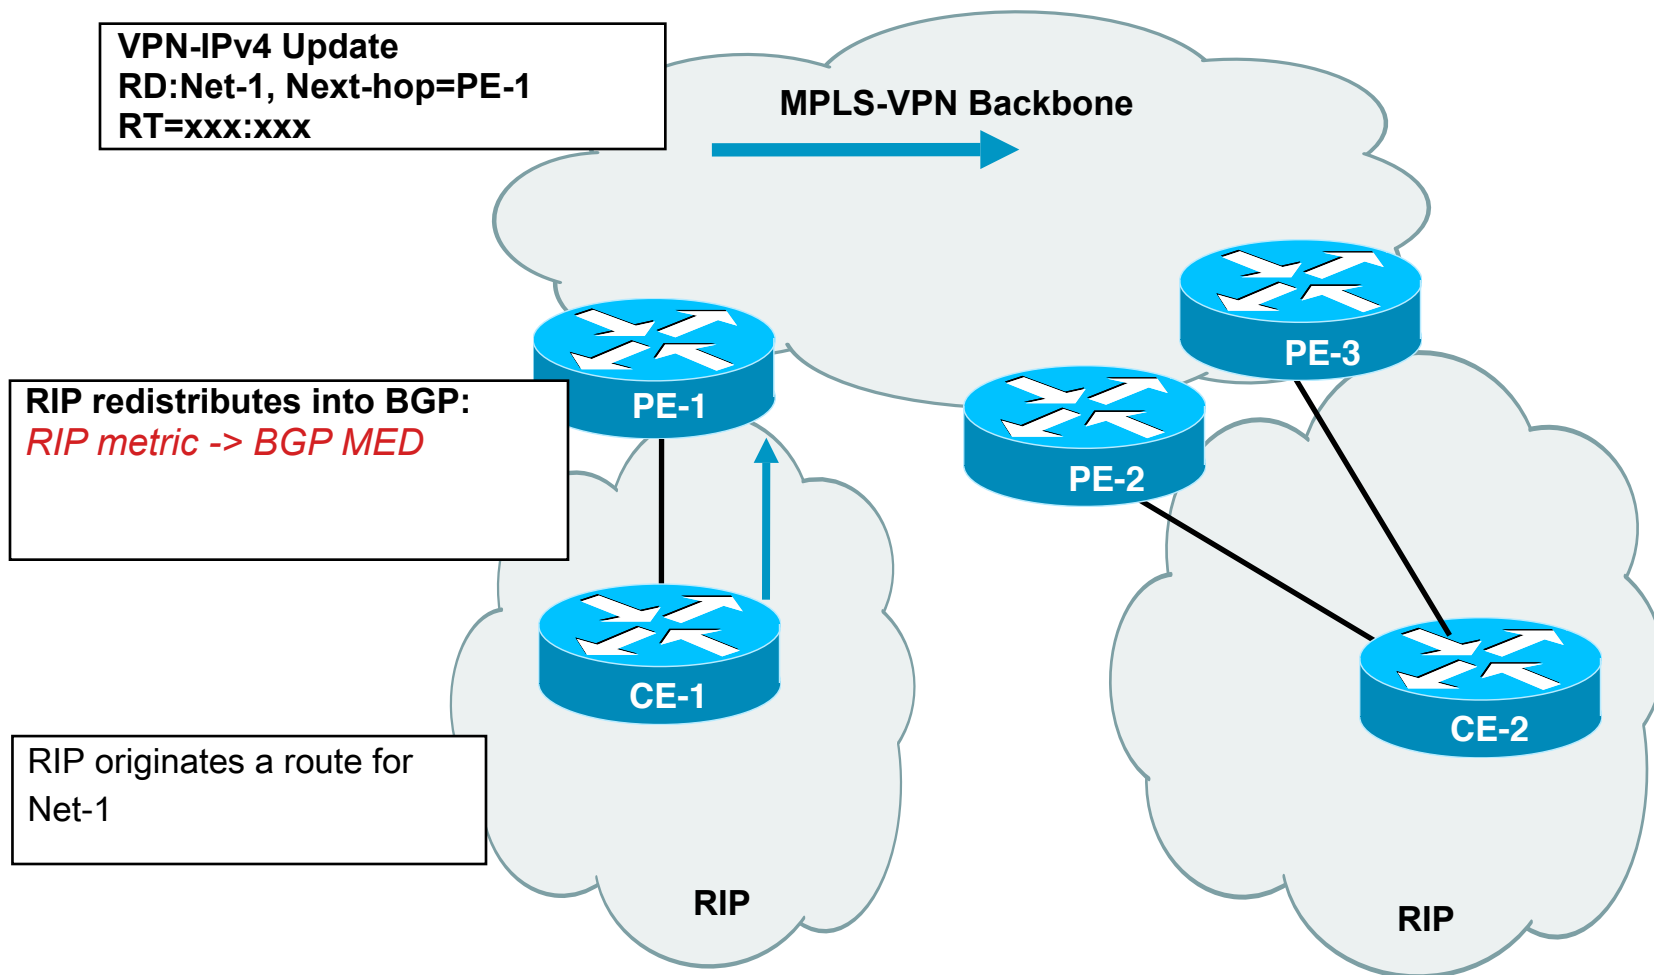 VPN-IPv4 Update
RD:Net-1, Next-hop=PE-1
RT=xxx:xxx
MPLS-VPN Backbone
PE-3
PE-1
RIP redistributes into BGP:
RIP metric -> BGP MED
PE-2
CE-1
CE-2
RIP originates a route for
Net-1
RIP
RIP